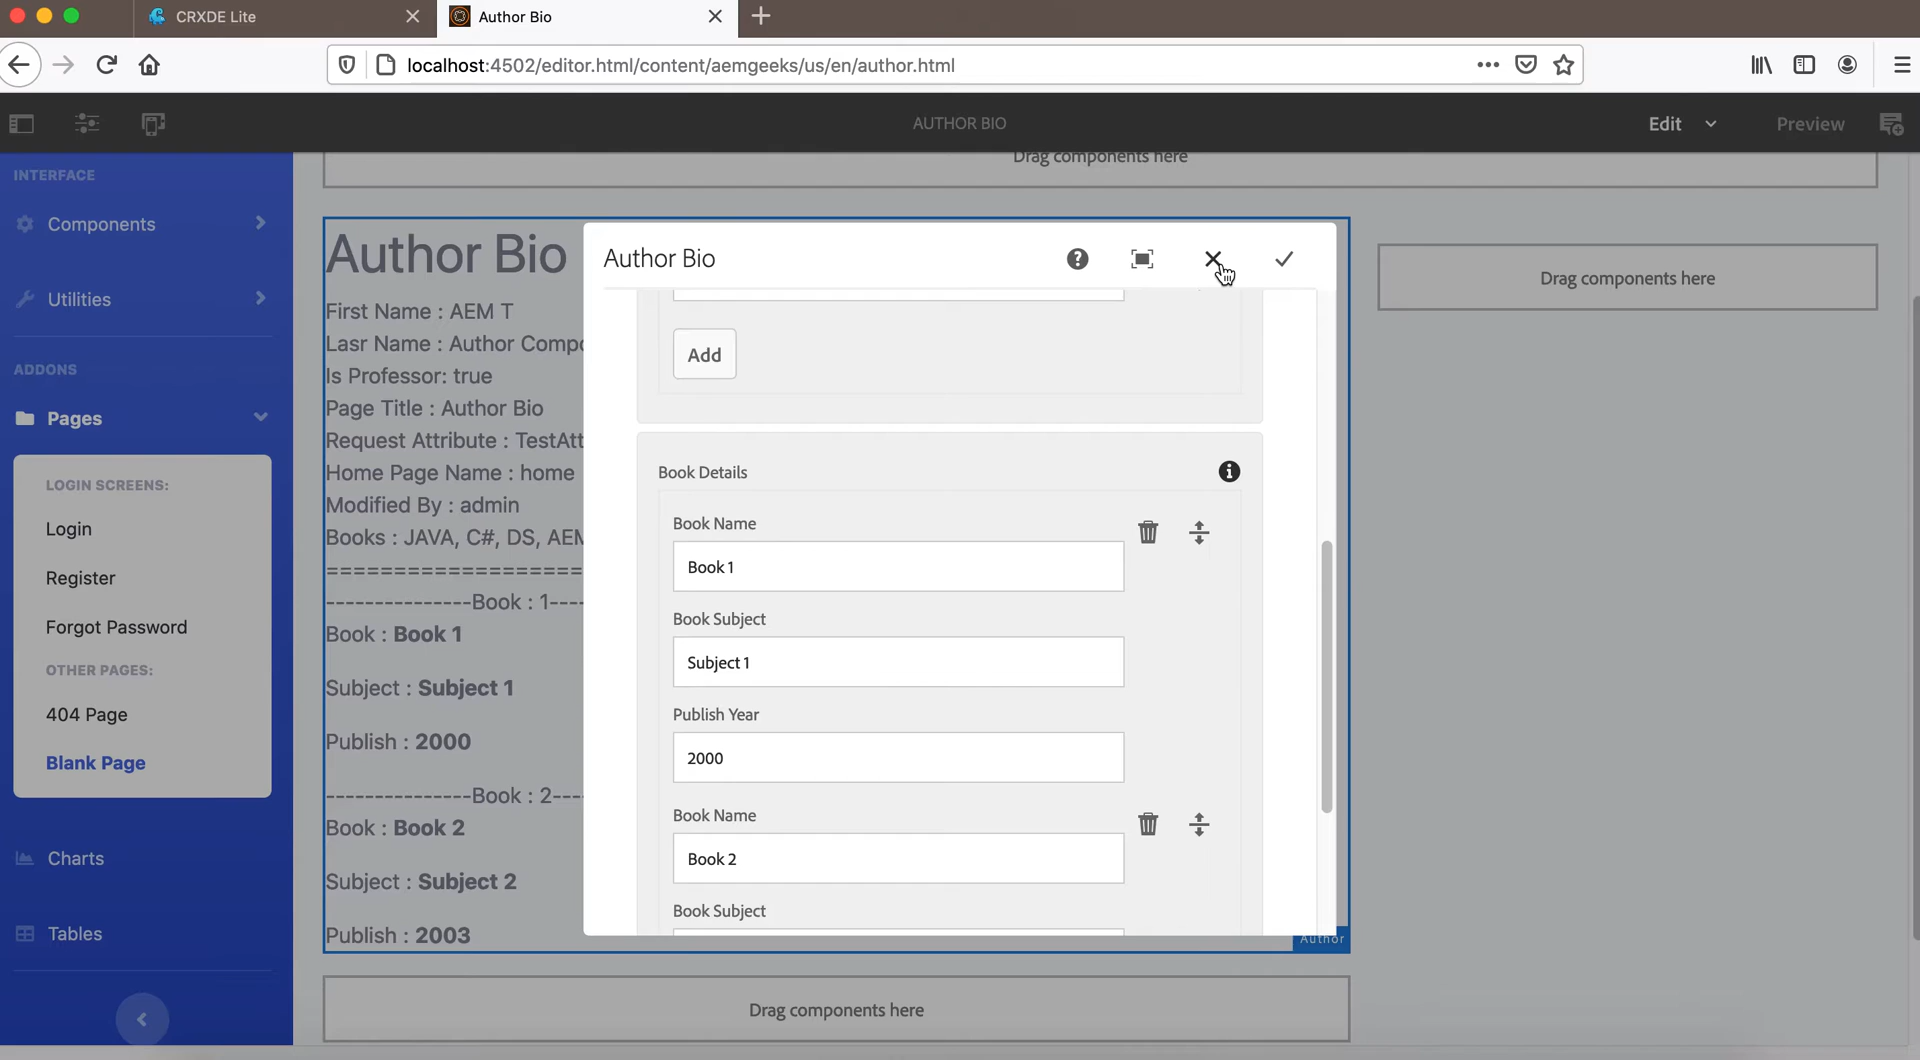 CRXDE Lite
Author Bio
localhost:4502/editor.html/content/aemgeeks/us/en/author.html
AUTHOR BIO
Edit
Preview
INTERFACE
Components
Utilities
ADDONS
Pages
LOGIN SCREENS:
Login
Register
Forgot Password
OTHER PAGES:
404 Page
Blank Page
Charts
Tables
Drag components here
Author Bio
First Name : AEM T
Lasr Name : Author Compo
Is Professor: true
Page Title : Author Bio
Request Attribute : TestAtt
Home Page Name : home
Modified By : admin
Books : JAVA, C#, DS, AEM
======================
---------------Book : 1----
Book : Book 1
Subject : Subject 1
Publish : 2000
---------------Book : 2----
Book : Book 2
Subject : Subject 2
Publish : 2003
Author Bio
Add
Book Details
Book Name
Book 1
Book Subject
Subject 1
Publish Year
2000
Book Name
Book 2
Book Subject
Author
Drag components here
Drag components here